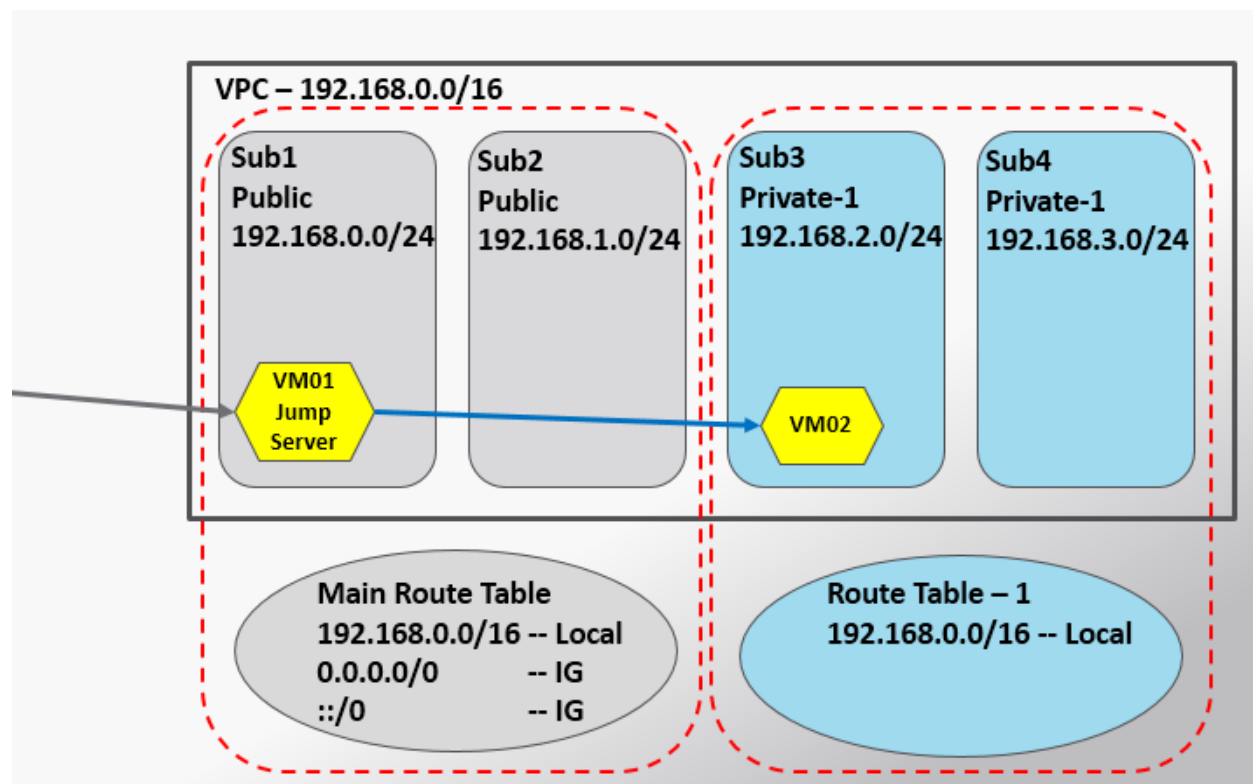 VPC – 192.168.0.0/16
Sub1
Public
192.168.0.0/24
Sub2
Public
192.168.1.0/24
Sub3
Private-1
192.168.2.0/24
Sub4
Private-1
192.168.3.0/24
VM01
Jump
Server
VM02
Main Route Table
192.168.0.0/16 -- Local
0.0.0.0/0 -- IG
::/0 -- IG
Route Table – 1
192.168.0.0/16 -- Local